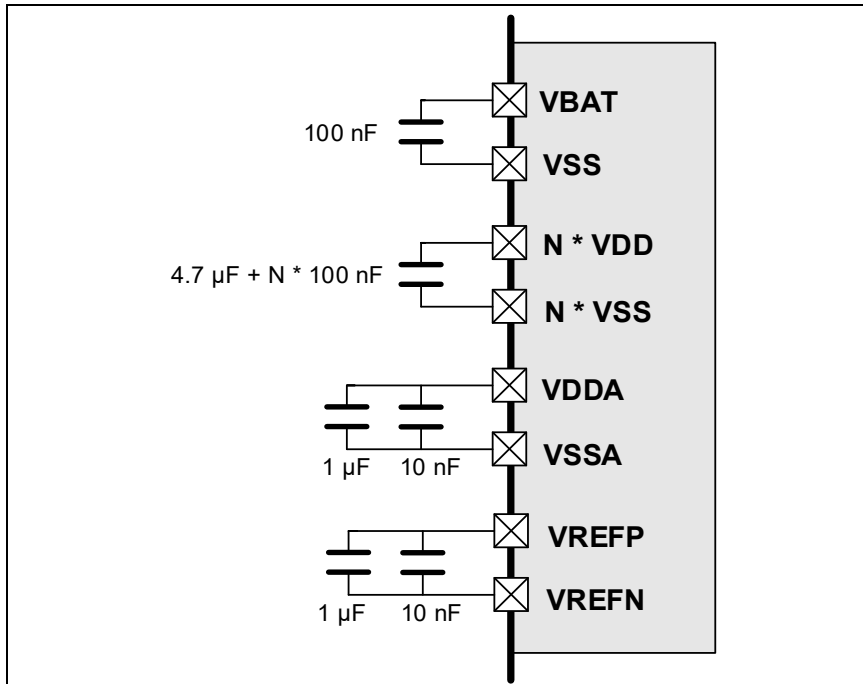 VBAT
100 nF
VSS
N * VDD
4.7 µF + N * 100 nF
N * VSS
VDDA
VSSA
1 µF 10 nF
VREFP
VREFN
1 µF 10 nF